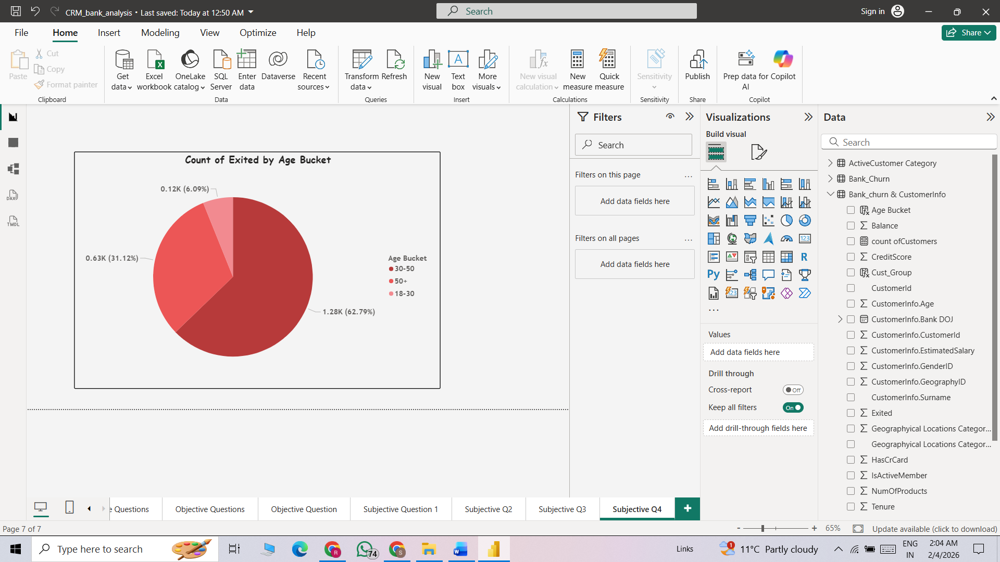 CRM_bank_analysis • Last saved: Today at 12:50 AM
Search
Sign in
File
Home
Insert
Modeling
View
Optimize
Help
Share
Paste
Cut
Copy
Format painter
Clipboard
Get data
Excel workbook
OneLake catalog
SQL Server
Enter data
Dataverse
Recent sources
Data
Transform data
Refresh
Queries
New visual
Text box
More visuals
Insert
New visual calculation
New measure
Quick measure
Calculations
Sensitivity
Sensitivity
Publish
Share
Prep data for AI
Copilot
Copilot
DAX
TMDL
Count of Exited by Age Bucket
0.12K (6.09%)
0.63K (31.12%)
1.28K (62.79%)
Age Bucket
30-50
50+
18-30
Filters
Search
Filters on this page
...
Add data fields here
Filters on all pages
...
Add data fields here
Visualizations
Build visual
123
R
Py
123
...
Values
Add data fields here
Drill through
Cross-report
Off
Keep all filters
On
Add drill-through fields here
Data
Search
ActiveCustomer Category
Bank_Churn
Bank_churn & CustomerInfo
Age Bucket
Balance
count ofCustomers
CreditScore
Cust_Group
CustomerId
CustomerInfo.Age
CustomerInfo.Bank DOJ
CustomerInfo.CustomerId
CustomerInfo.EstimatedSalary
CustomerInfo.GenderID
CustomerInfo.GeographyID
CustomerInfo.Surname
Exited
Geographyical Locations Categor...
Geographyical Locations Categor...
HasCrCard
IsActiveMember
NumOfProducts
Tenure
e Questions
Objective Questions
Objective Question
Subjective Question 1
Subjective Q2
Subjective Q3
Subjective Q4
+
Page 7 of 7
-
+
65%
Update available (click to download)
Type here to search
R
74
S
Links
1
11°C Partly cloudy
ENG
IN
2:04 AM
2/4/2026